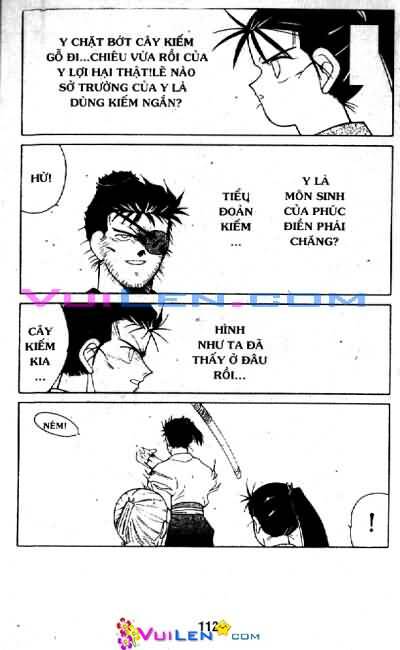 Y CHẶT BỚT CÂY KIẾM
GỖ ĐI...CHIÊU VỪA RỒI CỦA
Y LỢI HẠI THẬT!LẼ NÀO
SỞ TRƯỜNG CỦA Y LÀ
DÙNG KIẾM NGẮN?
HỪ!
TIỂU
ĐOẢN
KIẾM
...
Y LÀ
MÔN SINH
CỦA PHÚC
ĐIỀN PHẢI
CHĂNG?
VUILEN.COM
CÂY
KIẾM
KIA
...
HÌNH
NHƯ TA ĐÃ
THẤY Ở ĐÂU
RỒI...
NÉM!
!
112
VUILEN.COM